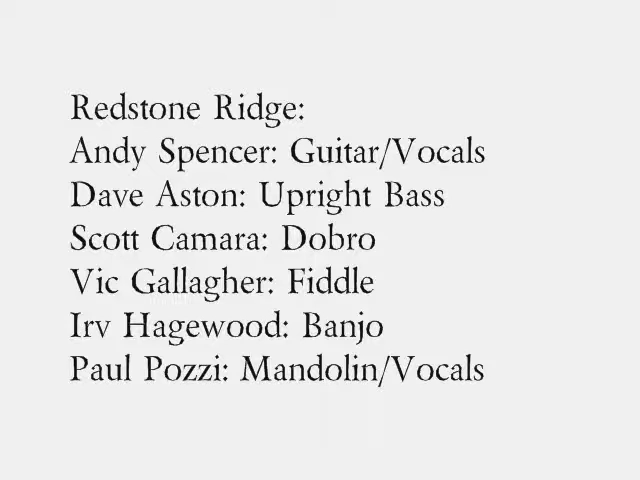 Redstone Ridge:
Andy Spencer: Guitar/Vocals
Dave Aston: Upright Bass
Scott Camara: Dobro
Vic Gallagher: Fiddle
Irv Hagewood: Banjo
Paul Pozzi: Mandolin/Vocals